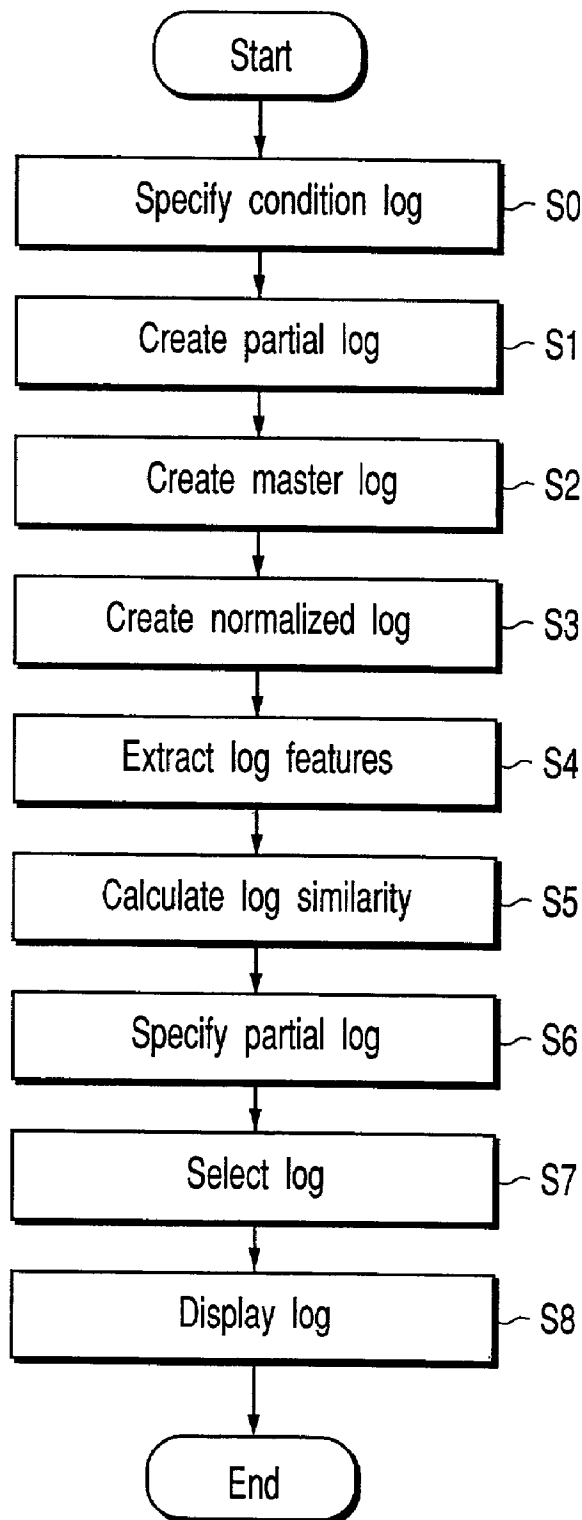 Start
Specify condition log S0
Create partial log S1
Create master log S2
Create normalized log S3
Extract log features S4
Calculate log similarity S5
Specify partial log S6
Select log S7
Display log S8
End